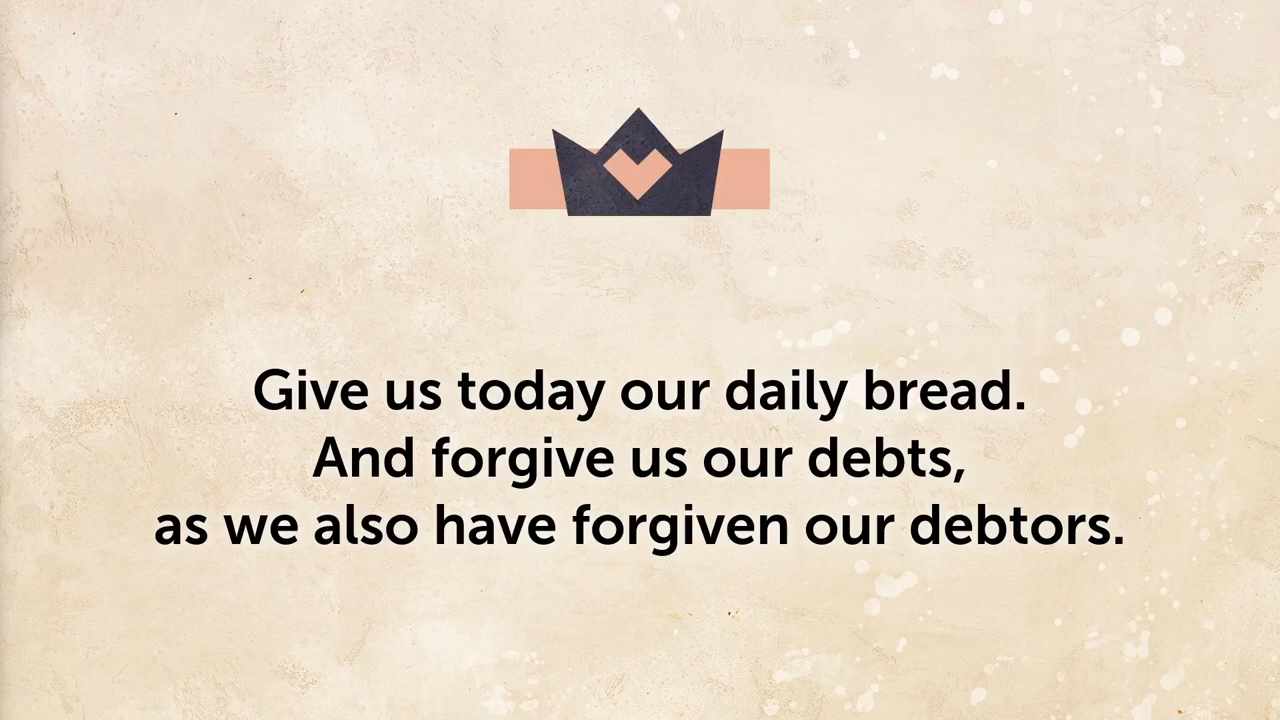 Give us today our daily bread.
And forgive us our debts,
as we also have forgiven our debtors.